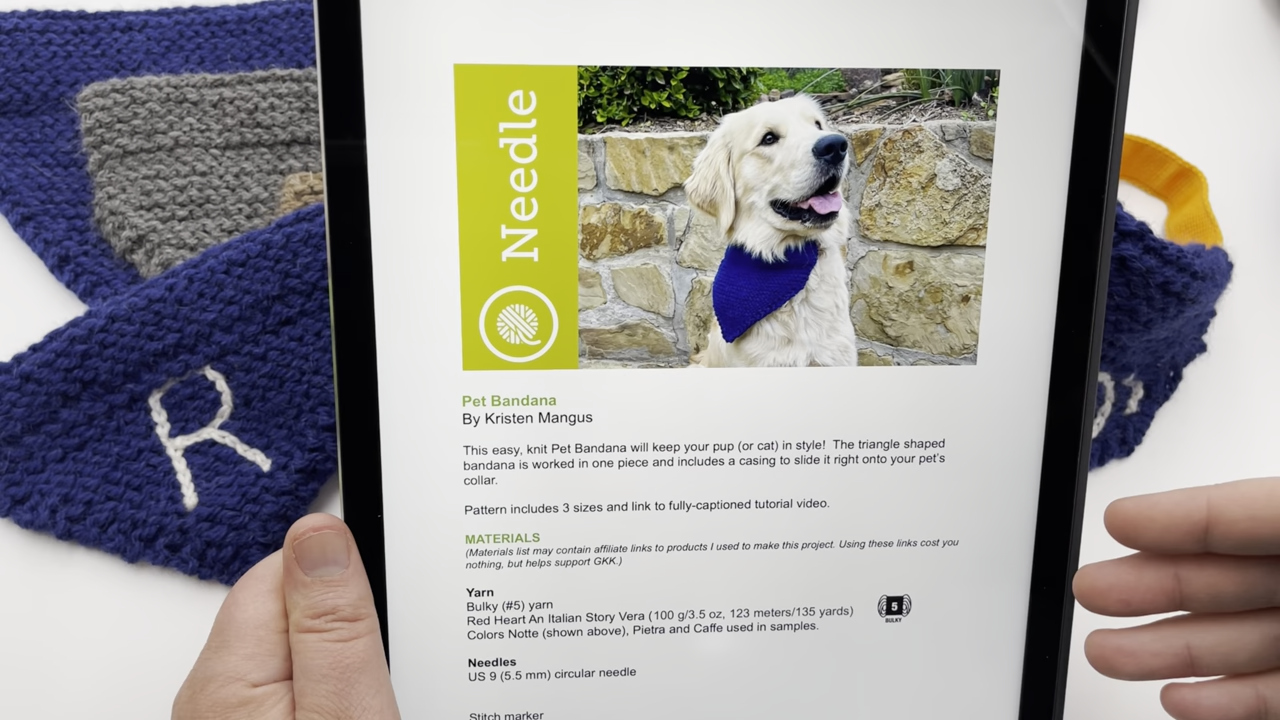 Needle
Pet Bandana
By Kristen Mangus
This easy, knit Pet Bandana will keep your pup (or cat) in style! The triangle shaped
bandana is worked in one piece and includes a casing to slide it right onto your pet's
collar.
Pattern includes 3 sizes and link to fully-captioned tutorial video.
MATERIALS
(Materials list may contain affiliate links to products I used to make this project. Using these links cost you
nothing, but helps support GKK.)
Yarn
Bulky (#5) yarn
Red Heart An Italian Story Vera (100 g/3.5 oz, 123 meters/135 yards)
Colors Notte (shown above), Pietra and Caffe used in samples.
5
BULKY
Needles
US 9 (5.5 mm) circular needle
Stitch marker
R